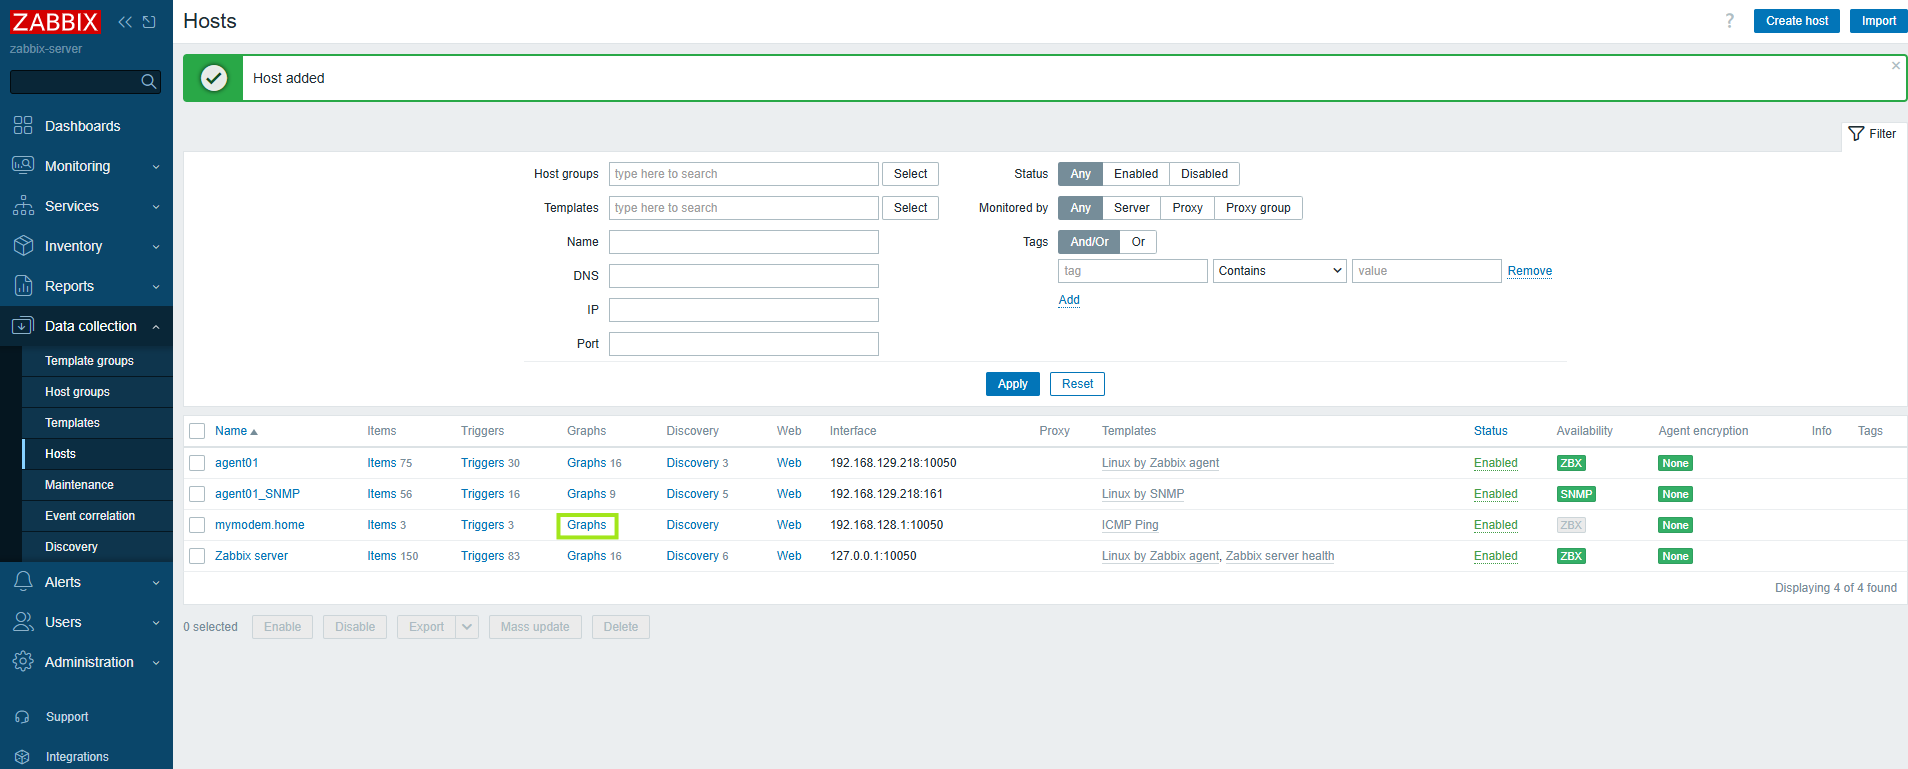 ZABBIX
zabbix-server
Dashboards
Monitoring
Services
Inventory
Reports
Data collection
Template groups
Host groups
Templates
Hosts
Maintenance
Event correlation
Discovery
Alerts
Users
Administration
Support
Integrations
Hosts
? Create host Import
Host added
Filter
Host groups type here to search Select
Templates type here to search Select
Name
DNS
IP
Port
Status Any Enabled Disabled
Monitored by Any Server Proxy Proxy group
Tags And/Or Or
tag Contains value Remove
Add
Apply Reset
Name Items Triggers Graphs Discovery Web Interface Proxy Templates Status Availability Agent encryption Info Tags
agent01 Items 75 Triggers 30 Graphs 16 Discovery 3 Web 192.168.129.218:10050 Linux by Zabbix agent Enabled ZBX None
agent01_SNMP Items 56 Triggers 16 Graphs 9 Discovery 5 Web 192.168.129.218:161 Linux by SNMP Enabled SNMP None
mymodem.home Items 3 Triggers 3 Graphs Discovery Web 192.168.128.1:10050 ICMP Ping Enabled ZBX None
Zabbix server Items 150 Triggers 83 Graphs 16 Discovery 6 Web 127.0.0.1:10050 Linux by Zabbix agent, Zabbix server health Enabled ZBX None
Displaying 4 of 4 found
0 selected Enable Disable Export Mass update Delete